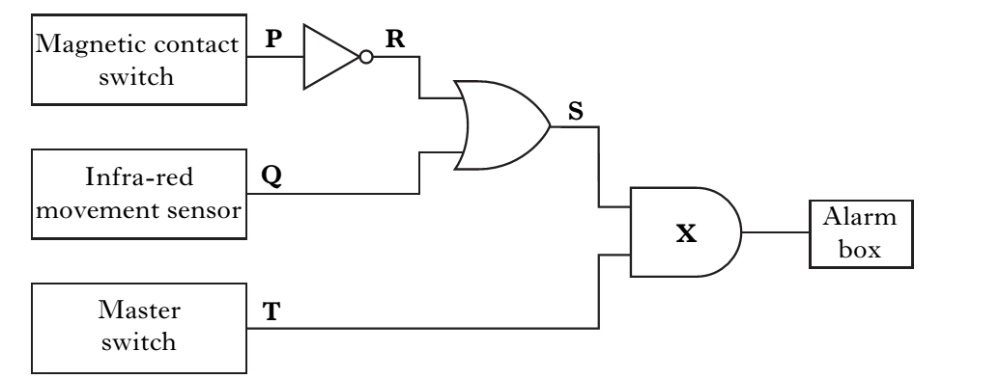 Magnetic contact
switch
P
R
S
Infra-red
movement sensor
Q
X
Alarm
box
Master
switch
T